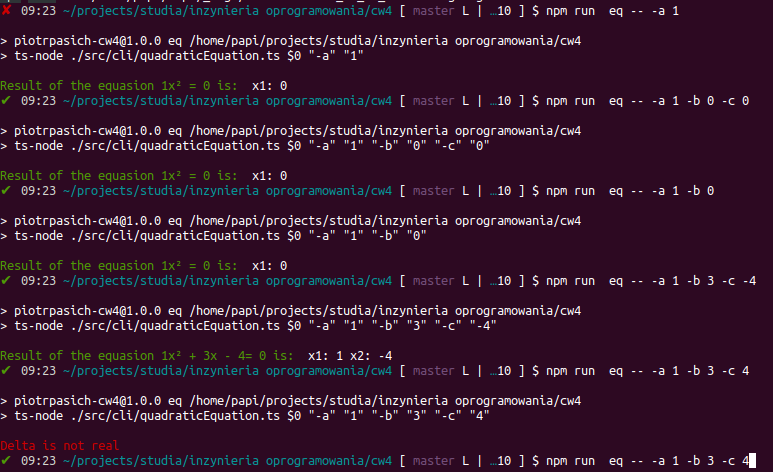 ✘ 09:23 ~/projects/studia/inzynieria oprogramowania/cw4 [ master L | …10 ] $ npm run  eq -- -a 1

> piotrpasich-cw4@1.0.0 eq /home/papi/projects/studia/inzynieria oprogramowania/cw4
> ts-node ./src/cli/quadraticEquation.ts $0 "-a" "1"

Result of the equasion 1x² = 0 is:  x1: 0
✔ 09:23 ~/projects/studia/inzynieria oprogramowania/cw4 [ master L | …10 ] $ npm run  eq -- -a 1 -b 0 -c 0

> piotrpasich-cw4@1.0.0 eq /home/papi/projects/studia/inzynieria oprogramowania/cw4
> ts-node ./src/cli/quadraticEquation.ts $0 "-a" "1" "-b" "0" "-c" "0"

Result of the equasion 1x² = 0 is:  x1: 0
✔ 09:23 ~/projects/studia/inzynieria oprogramowania/cw4 [ master L | …10 ] $ npm run  eq -- -a 1 -b 0

> piotrpasich-cw4@1.0.0 eq /home/papi/projects/studia/inzynieria oprogramowania/cw4
> ts-node ./src/cli/quadraticEquation.ts $0 "-a" "1" "-b" "0"

Result of the equasion 1x² = 0 is:  x1: 0
✔ 09:23 ~/projects/studia/inzynieria oprogramowania/cw4 [ master L | …10 ] $ npm run  eq -- -a 1 -b 3 -c -4

> piotrpasich-cw4@1.0.0 eq /home/papi/projects/studia/inzynieria oprogramowania/cw4
> ts-node ./src/cli/quadraticEquation.ts $0 "-a" "1" "-b" "3" "-c" "-4"

Result of the equasion 1x² + 3x - 4= 0 is:  x1: 1 x2: -4
✔ 09:23 ~/projects/studia/inzynieria oprogramowania/cw4 [ master L | …10 ] $ npm run  eq -- -a 1 -b 3 -c 4

> piotrpasich-cw4@1.0.0 eq /home/papi/projects/studia/inzynieria oprogramowania/cw4
> ts-node ./src/cli/quadraticEquation.ts $0 "-a" "1" "-b" "3" "-c" "4"

Delta is not real
✔ 09:23 ~/projects/studia/inzynieria oprogramowania/cw4 [ master L | …10 ] $ npm run  eq -- -a 1 -b 3 -c 4